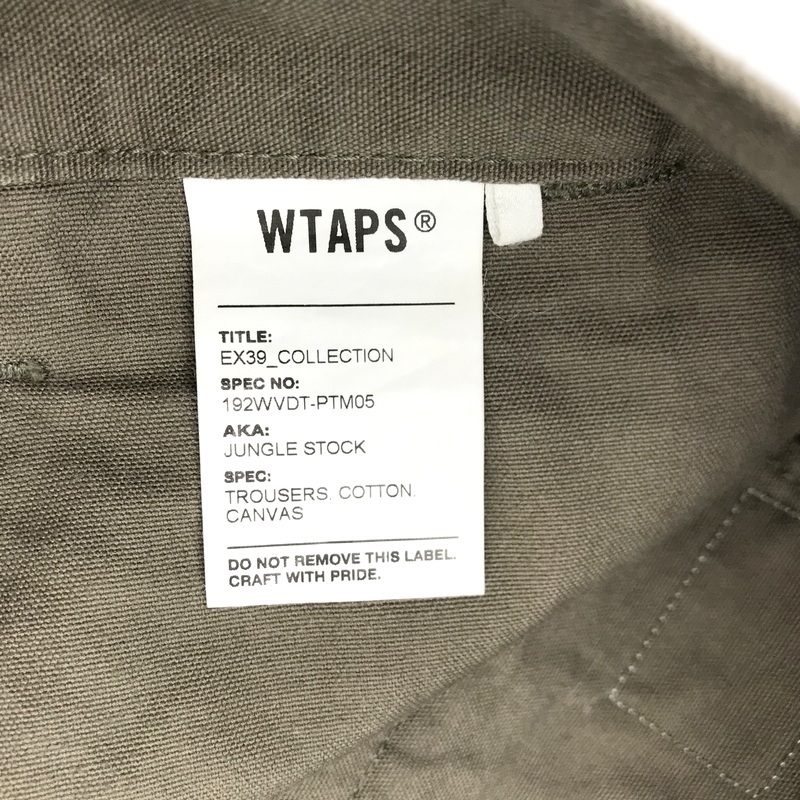 WTAPS®
TITLE:
EX39_COLLECTION
SPEC NO:
192WVDT-PTM05
AKA:
JUNGLE STOCK
SPEC:
TROUSERS. COTTON.
CANVAS
DO NOT REMOVE THIS LABEL.
CRAFT WITH PRIDE.